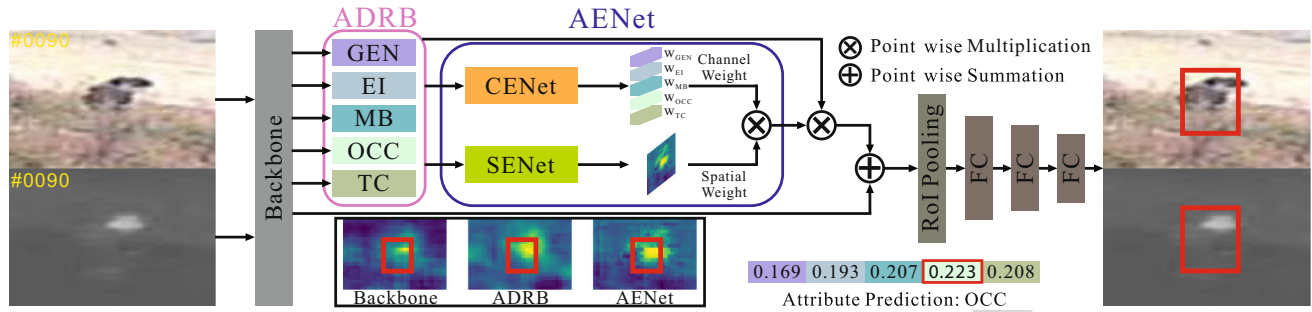 ADRB
AENet
#0090
GEN
EI
MB
OCC
TC
Backbone
CENet
SENet
W_GEN
W_EI
W_MB
W_OCC
W_TC
Channel
Weight
Spatial
Weight
Point wise Multiplication
Point wise Summation
RoI Pooling
FC
FC
FC
#0090
Backbone
ADRB
AENet
0.169 0.193 0.207 0.223 0.208
Attribute Prediction: OCC